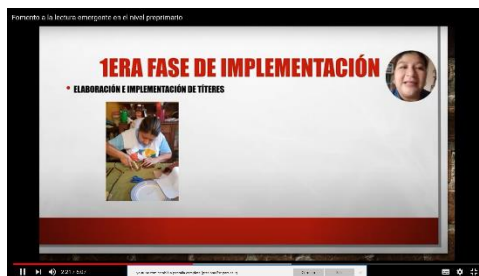 Fomento a la lectura emergente en el nivel preprimario
1ERA FASE DE IMPLEMENTACIÓN
• ELABORACIÓN E IMPLEMENTACIÓN DE TÍTERES